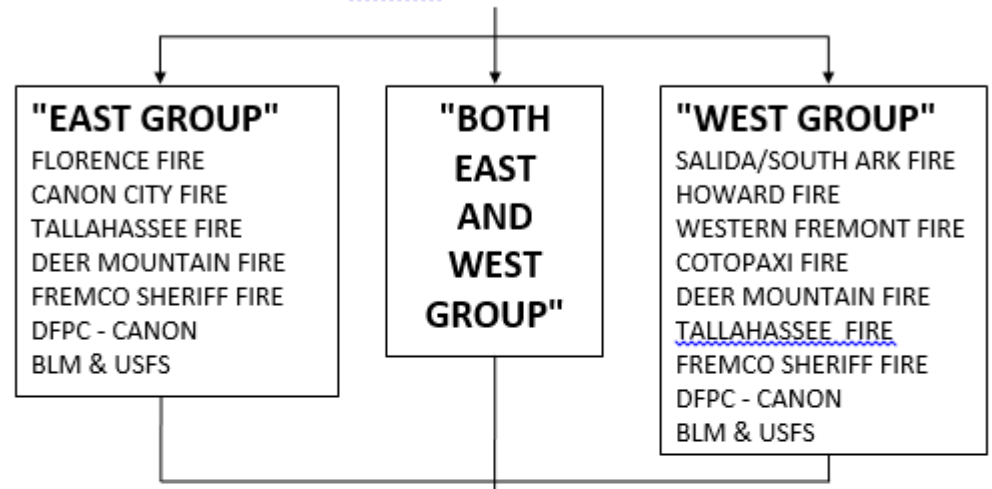 "EAST GROUP"
FLORENCE FIRE
CANON CITY FIRE
TALLAHASSEE FIRE
DEER MOUNTAIN FIRE
FREMCO SHERIFF FIRE
DFPC - CANON
BLM & USFS
"BOTH
EAST
AND
WEST
GROUP"
"WEST GROUP"
SALIDA/SOUTH ARK FIRE
HOWARD FIRE
WESTERN FREMONT FIRE
COTOPAXI FIRE
DEER MOUNTAIN FIRE
TALLAHASSEE  FIRE
FREMCO SHERIFF FIRE
DFPC - CANON
BLM & USFS